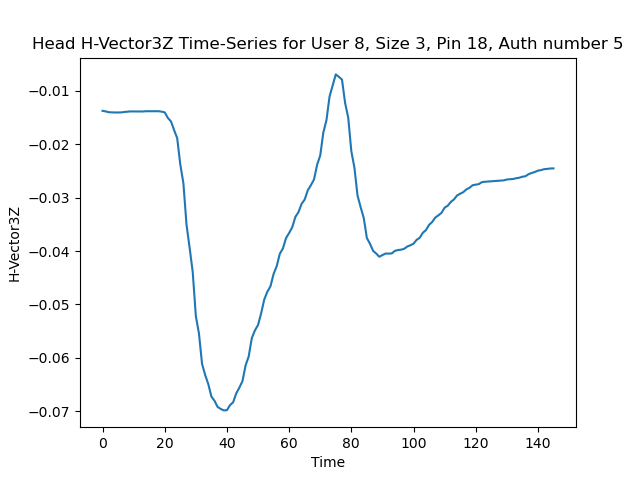 Head H-Vector3Z Time-Series for User 8, Size 3, Pin 18, Auth number 5
−0.01
−0.02
−0.03
−0.04
−0.05
−0.06
−0.07
H-Vector3Z
0 20 40 60 80 100 120 140
Time